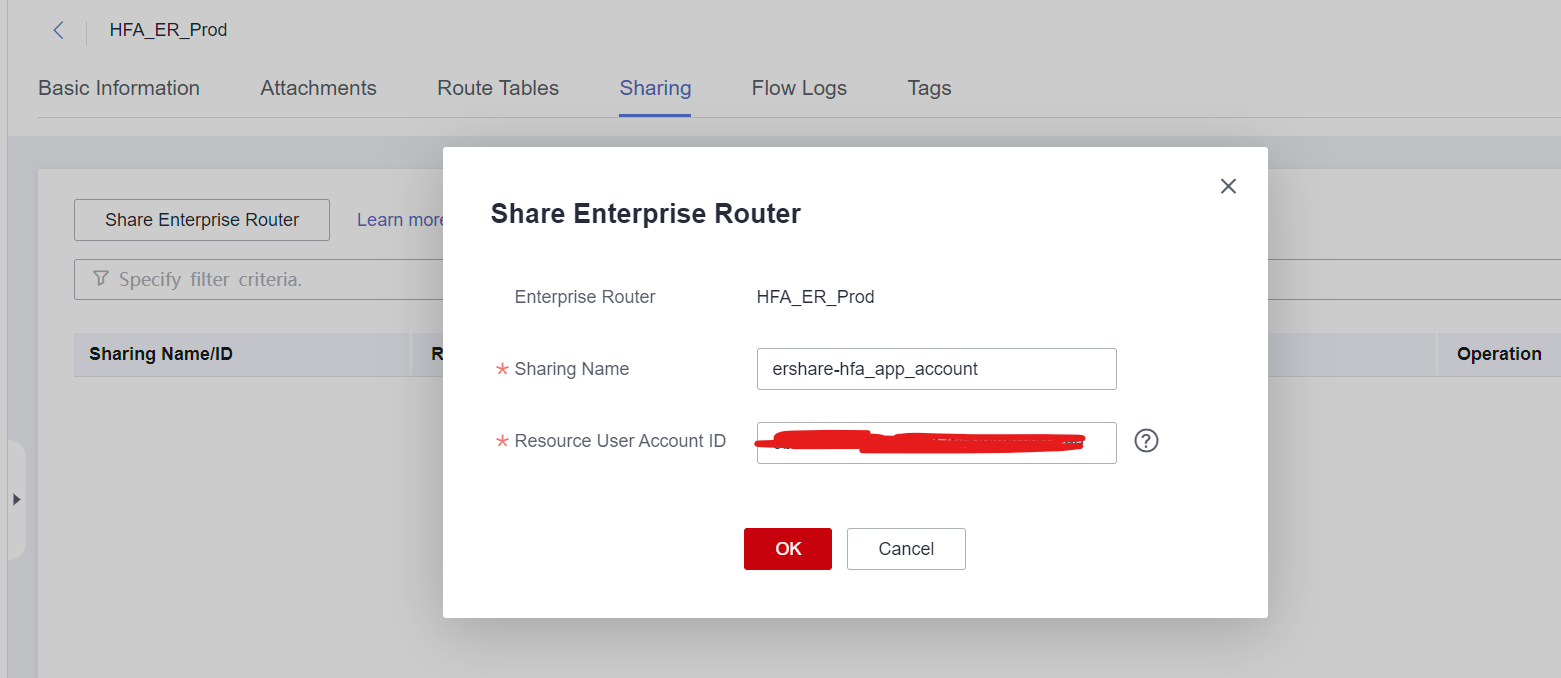 HFA_ER_Prod
Basic Information Attachments Route Tables Sharing Flow Logs Tags
Share Enterprise Router Learn more
Specify filter criteria.
Sharing Name/ID R Operation
Share Enterprise Router
Enterprise Router HFA_ER_Prod
* Sharing Name ershare-hfa_app_account
* Resource User Account ID
OK Cancel